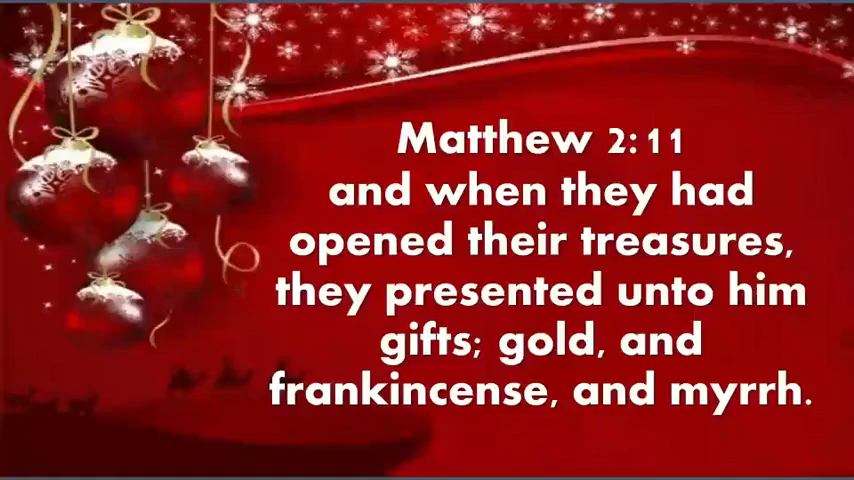 Matthew 2:11
and when they had
opened their treasures,
they presented unto him
gifts; gold, and
frankincense, and myrrh.